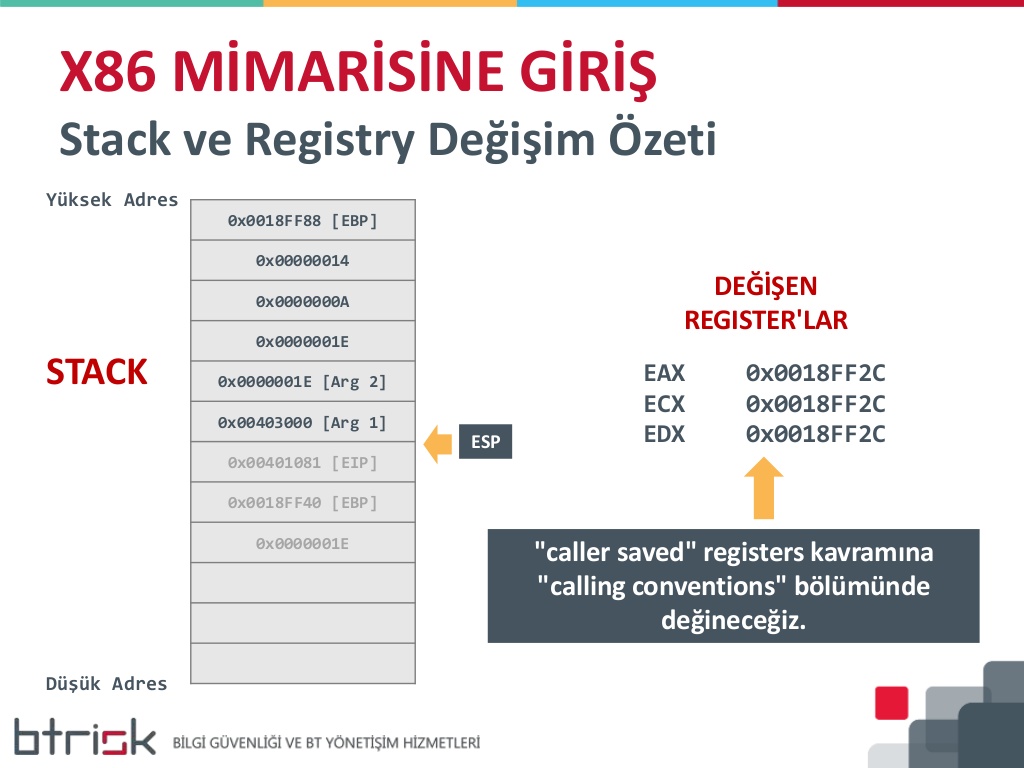 X86 MİMARİSİNE GİRİŞ
Stack ve Registry Değişim Özeti
Yüksek Adres
0x0018FF88 [EBP]
0x00000014
0x0000000A
0x0000001E
STACK
0x0000001E [Arg 2]
0x00403000 [Arg 1]
ESP
0x00401081 [EIP]
0x0018FF40 [EBP]
0x0000001E
Düşük Adres
DEĞİŞEN
REGISTER'LAR
EAX 0x0018FF2C
ECX 0x0018FF2C
EDX 0x0018FF2C
"caller saved" registers kavramına
"calling conventions" bölümünde
değineceğiz.
btrisk BİLGİ GÜVENLİĞİ VE BT YÖNETİŞİM HİZMETLERİ